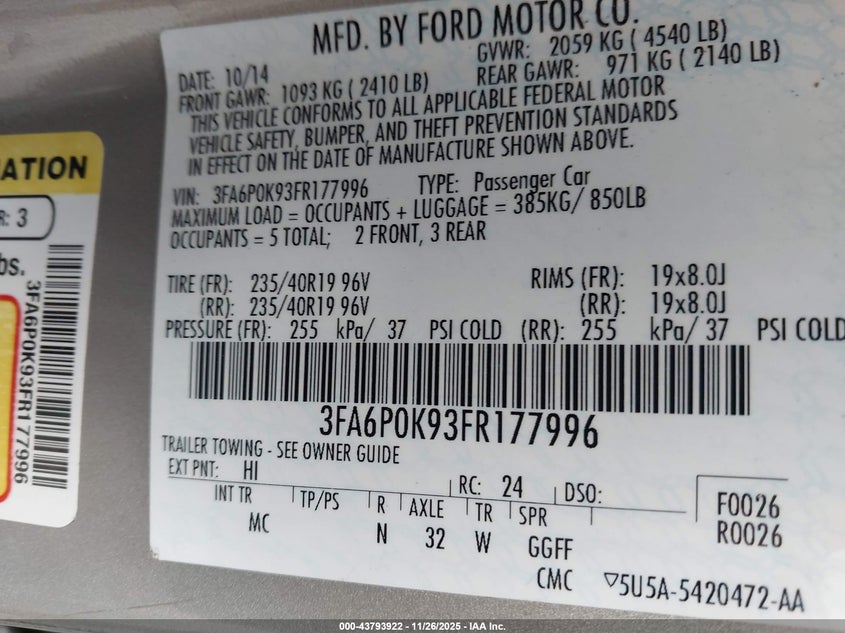 MFD. BY FORD MOTOR CO.
DATE: 10/14 GVWR: 2059 KG ( 4540 LB)
FRONT GAWR: 1093 KG ( 2410 LB) REAR GAWR: 971 KG ( 2140 LB)
THIS VEHICLE CONFORMS TO ALL APPLICABLE FEDERAL MOTOR
VEHICLE SAFETY, BUMPER, AND THEFT PREVENTION STANDARDS
IN EFFECT ON THE DATE OF MANUFACTURE SHOWN ABOVE.
VIN: 3FA6P0K93FR177996 TYPE: Passenger Car
MAXIMUM LOAD = OCCUPANTS + LUGGAGE = 385KG/ 850LB
OCCUPANTS = 5 TOTAL; 2 FRONT, 3 REAR
TIRE (FR): 235/40R19 96V RIMS (FR): 19x8.0J
(RR): 235/40R19 96V (RR): 19x8.0J
PRESSURE (FR): 255 kPa/ 37 PSI COLD (RR): 255 kPa/ 37 PSI COLD
3FA6P0K93FR177996
TRAILER TOWING - SEE OWNER GUIDE
EXT PNT: HI RC: 24 DSO:
INT TR TP/PS R AXLE TR SPR F0026
MC N 32 W GGFF R0026
CMC ▽5U5A-5420472-AA
ATION
R: 3
bs.
3FA6P0K93FR177996
000-43793922 - 11/26/2025 - IAA Inc.